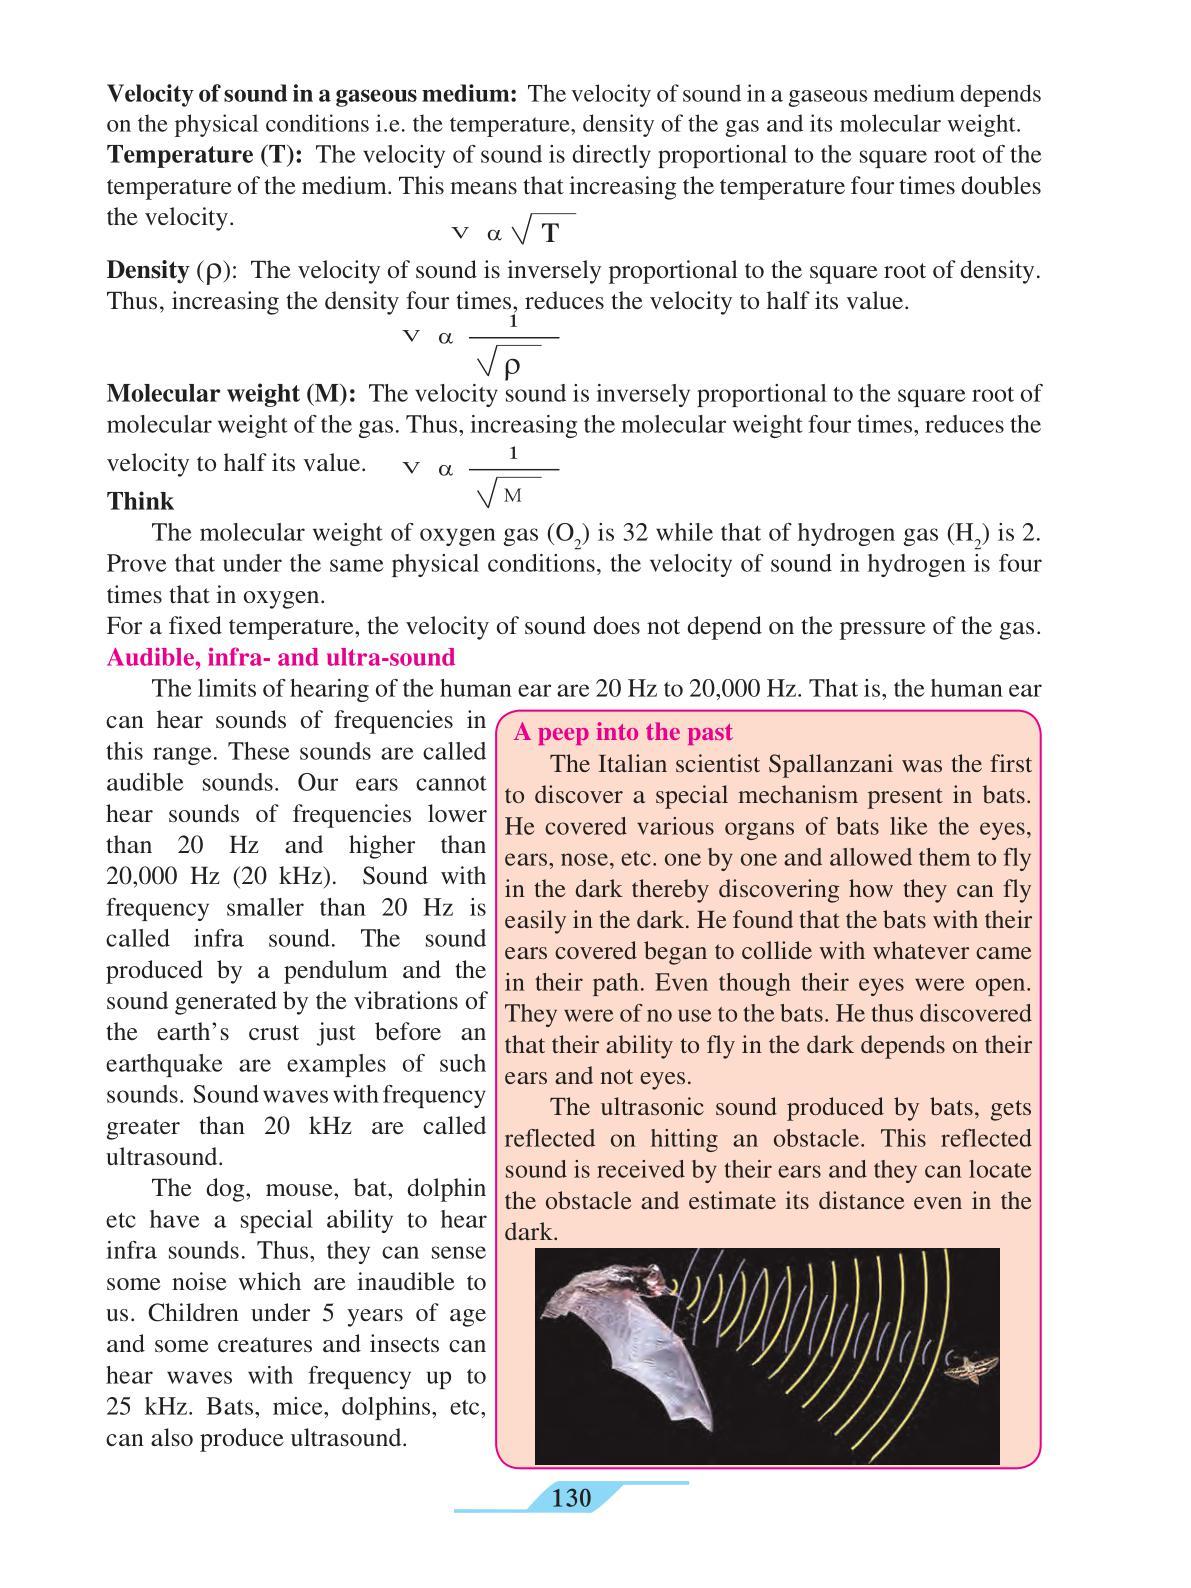 Velocity of sound in a gaseous medium: The velocity of sound in a gaseous medium depends
on the physical conditions i.e. the temperature, density of the gas and its molecular weight.
Temperature (T): The velocity of sound is directly proportional to the square root of the
temperature of the medium. This means that increasing the temperature four times doubles
the velocity.
v α √T
Density (ρ): The velocity of sound is inversely proportional to the square root of density.
Thus, increasing the density four times, reduces the velocity to half its value.
v α 1/√ρ
Molecular weight (M): The velocity sound is inversely proportional to the square root of
molecular weight of the gas. Thus, increasing the molecular weight four times, reduces the
velocity to half its value. v α 1/√M
Think
The molecular weight of oxygen gas (O₂) is 32 while that of hydrogen gas (H₂) is 2.
Prove that under the same physical conditions, the velocity of sound in hydrogen is four
times that in oxygen.
For a fixed temperature, the velocity of sound does not depend on the pressure of the gas.
Audible, infra- and ultra-sound
The limits of hearing of the human ear are 20 Hz to 20,000 Hz. That is, the human ear
can hear sounds of frequencies in
this range. These sounds are called
audible sounds. Our ears cannot
hear sounds of frequencies lower
than 20 Hz and higher than
20,000 Hz (20 kHz). Sound with
frequency smaller than 20 Hz is
called infra sound. The sound
produced by a pendulum and the
sound generated by the vibrations of
the earth's crust just before an
earthquake are examples of such
sounds. Sound waves with frequency
greater than 20 kHz are called
ultrasound.
The dog, mouse, bat, dolphin
etc have a special ability to hear
infra sounds. Thus, they can sense
some noise which are inaudible to
us. Children under 5 years of age
and some creatures and insects can
hear waves with frequency up to
25 kHz. Bats, mice, dolphins, etc,
can also produce ultrasound.
A peep into the past
The Italian scientist Spallanzani was the first
to discover a special mechanism present in bats.
He covered various organs of bats like the eyes,
ears, nose, etc. one by one and allowed them to fly
in the dark thereby discovering how they can fly
easily in the dark. He found that the bats with their
ears covered began to collide with whatever came
in their path. Even though their eyes were open.
They were of no use to the bats. He thus discovered
that their ability to fly in the dark depends on their
ears and not eyes.
The ultrasonic sound produced by bats, gets
reflected on hitting an obstacle. This reflected
sound is received by their ears and they can locate
the obstacle and estimate its distance even in the
dark.
130